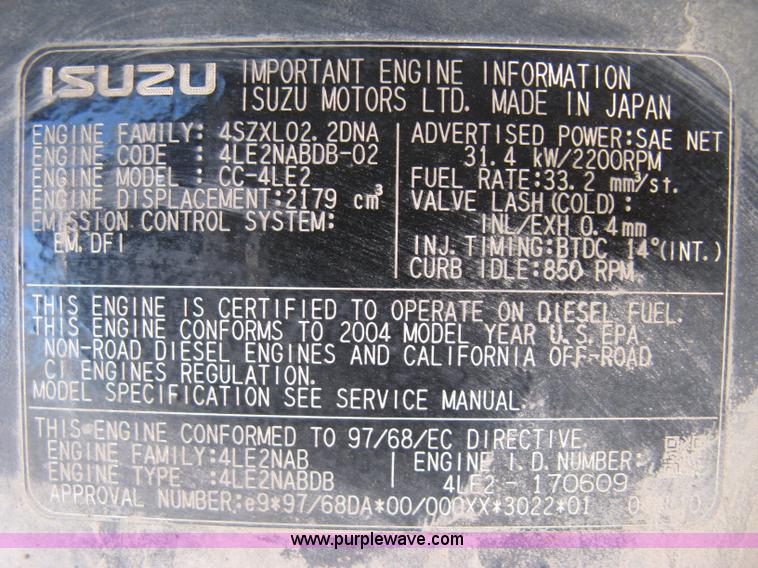 ISUZU IMPORTANT ENGINE INFORMATION
ISUZU MOTORS LTD. MADE IN JAPAN
ENGINE FAMILY: 4SZXL02.2DNA
ENGINE CODE : 4LE2NABDB-02
ENGINE MODEL : CC-4LE2
ENGINE DISPLACEMENT:2179 cm³
EMISSION CONTROL SYSTEM:
EM,DFI
ADVERTISED POWER:SAE NET
31.4 kW/2200RPM
FUEL RATE:33.2 mm³/st.
VALVE LASH(COLD):
INL/EXH 0.4mm
INJ.TIMING:BTDC 14°(INT.)
CURB IDLE:850 RPM
THIS ENGINE IS CERTIFIED TO OPERATE ON DIESEL FUEL.
THIS ENGINE CONFORMS TO 2004 MODEL YEAR U.S.EPA
NON-ROAD DIESEL ENGINES AND CALIFORNIA OFF-ROAD
CI ENGINES REGULATION.
MODEL SPECIFICATION SEE SERVICE MANUAL.
THIS ENGINE CONFORMED TO 97/68/EC DIRECTIVE.
ENGINE FAMILY:4LE2NAB
ENGINE TYPE :4LE2NABDB
ENGINE I.D.NUMBER:
4LE2 - 170609
APPROVAL NUMBER:e9*97/68DA*00/000XX*3022*01
www.purplewave.com